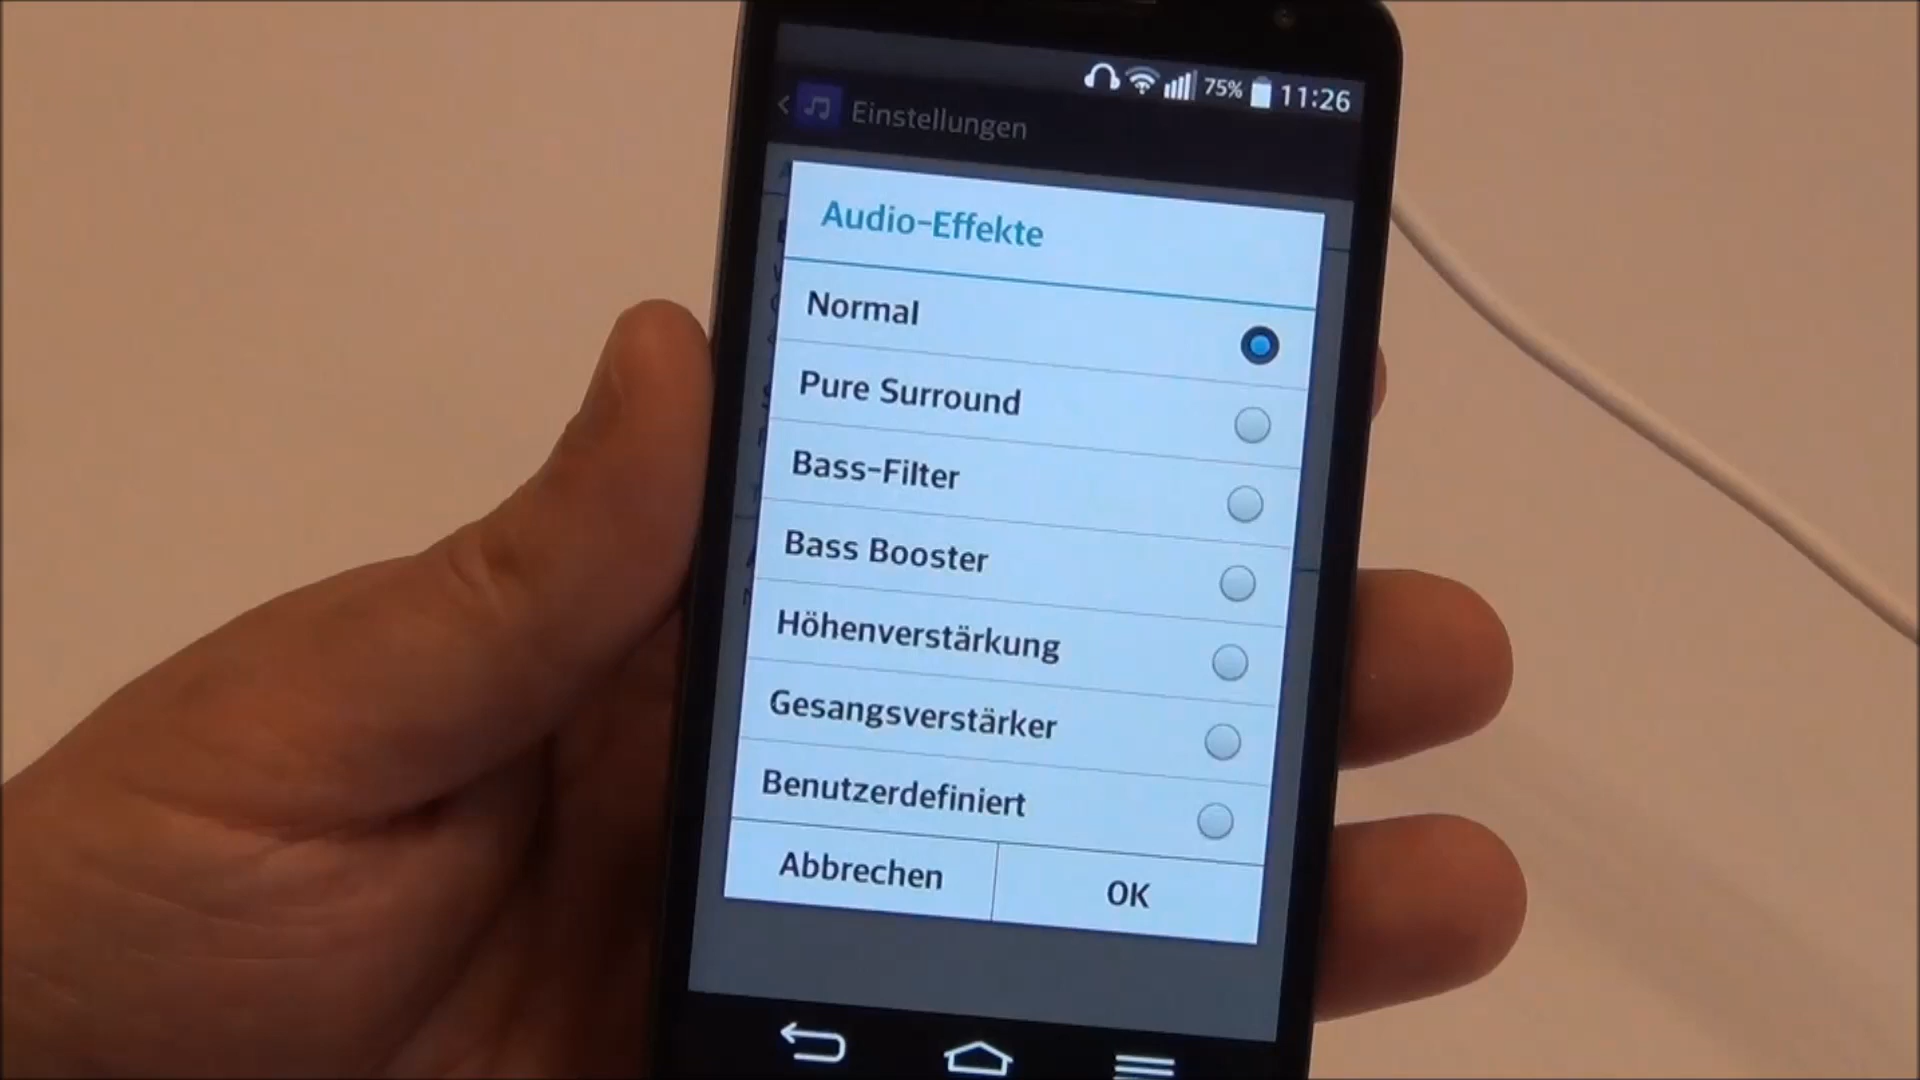 75% 11:26
Einstellungen
Audio-Effekte
Normal
Pure Surround
Bass-Filter
Bass Booster
Höhenverstärkung
Gesangsverstärker
Benutzerdefiniert
Abbrechen OK